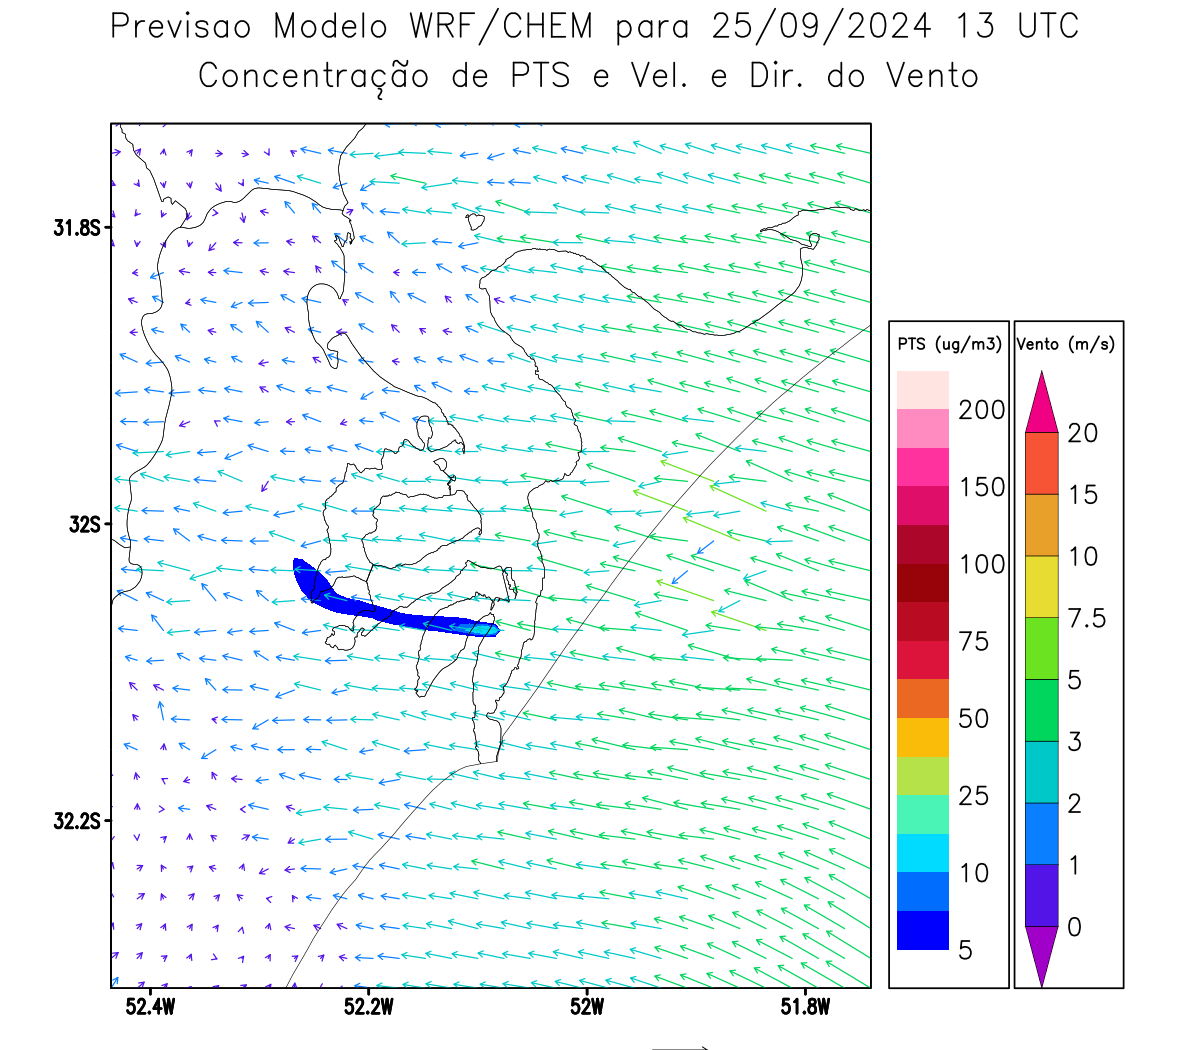 Previsao Modelo WRF/CHEM para 25/09/2024 13 UTC
Concentração de PTS e Vel. e Dir. do Vento
31.8S
32S
32.2S
52.4W 52.2W 52W 51.8W
PTS (ug/m3)
200
150
100
75
50
25
10
5
Vento (m/s)
20
15
10
7.5
5
3
2
1
0